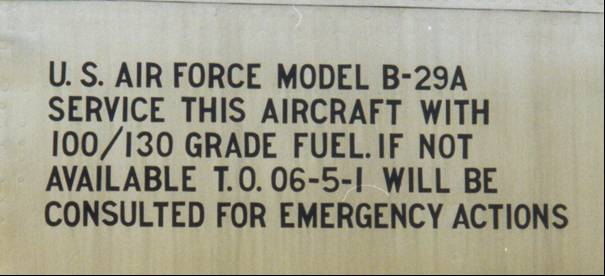 U. S. AIR FORCE MODEL B-29A
SERVICE THIS AIRCRAFT WITH
100/130 GRADE FUEL. IF NOT
AVAILABLE T.O. 06-5-1 WILL BE
CONSULTED FOR EMERGENCY ACTIONS